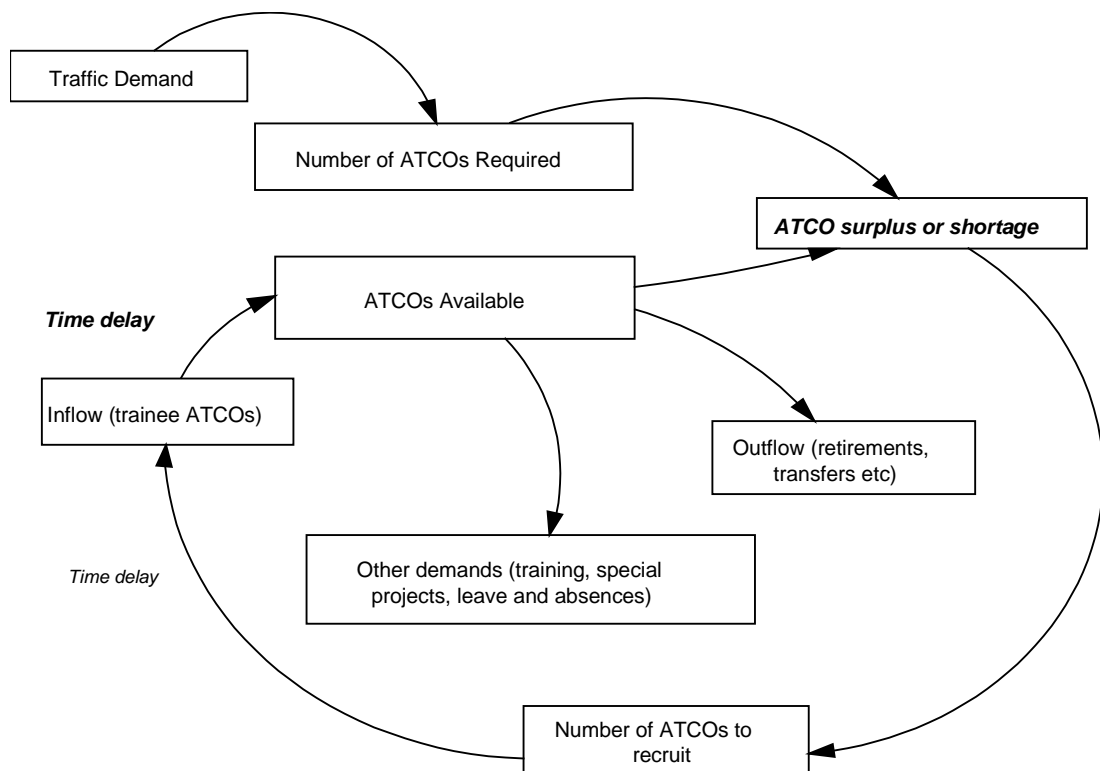 Traffic Demand
Number of ATCOs Required
ATCO surplus or shortage
ATCOs Available
Time delay
Inflow (trainee ATCOs)
Outflow (retirements,
transfers etc)
Other demands (training, special
projects, leave and absences)
Time delay
Number of ATCOs to
recruit